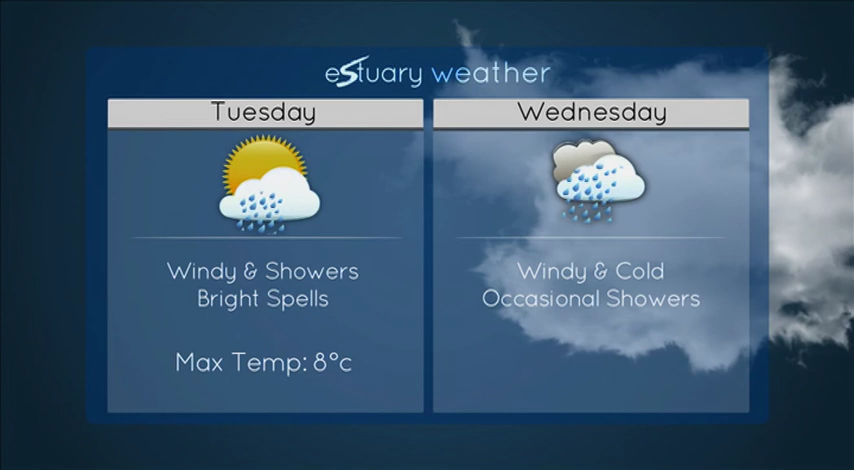 eStuary weather
Tuesday
Windy & Showers
Bright Spells
Max Temp: 8°c
Wednesday
Windy & Cold
Occasional Showers